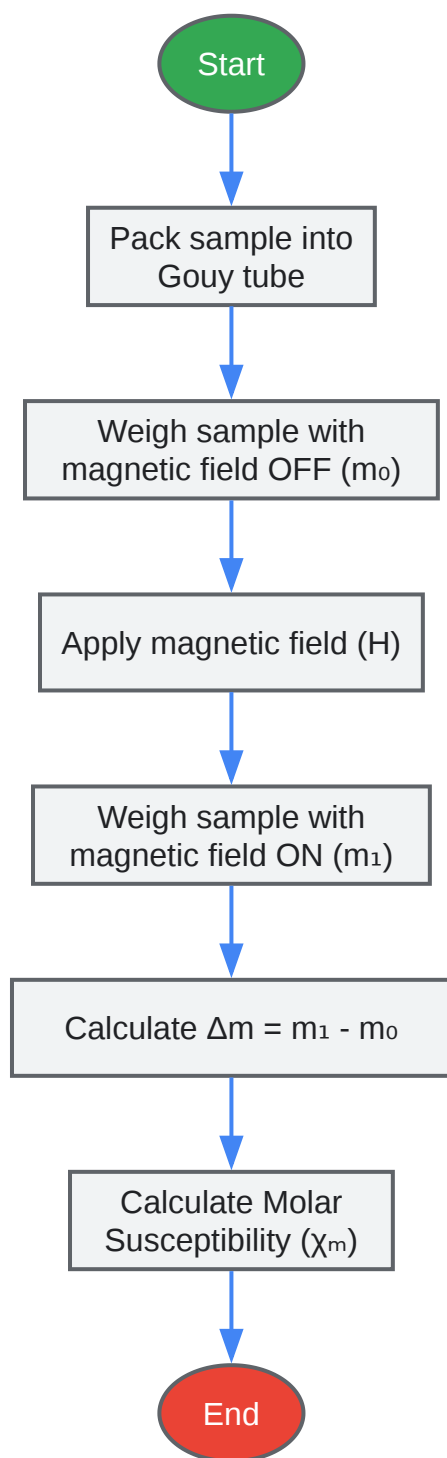 Start
Pack sample into
Gouy tube
Weigh sample with
magnetic field OFF (m₀)
Apply magnetic field (H)
Weigh sample with
magnetic field ON (m₁)
Calculate Δm = m₁ - m₀
Calculate Molar
Susceptibility (χₘ)
End